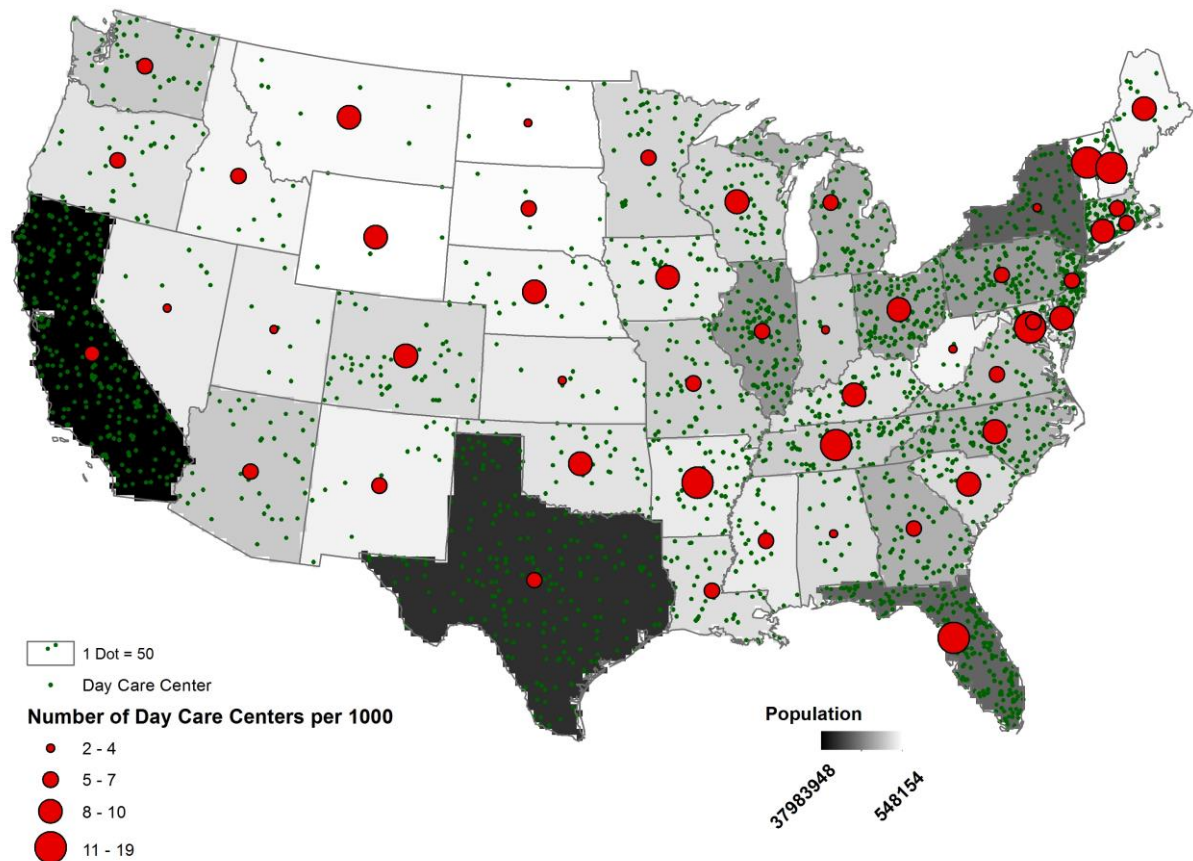 1 Dot = 50
Day Care Center
Number of Day Care Centers per 1000
2 - 4
5 - 7
8 - 10
11 - 19
Population
37983948
548154